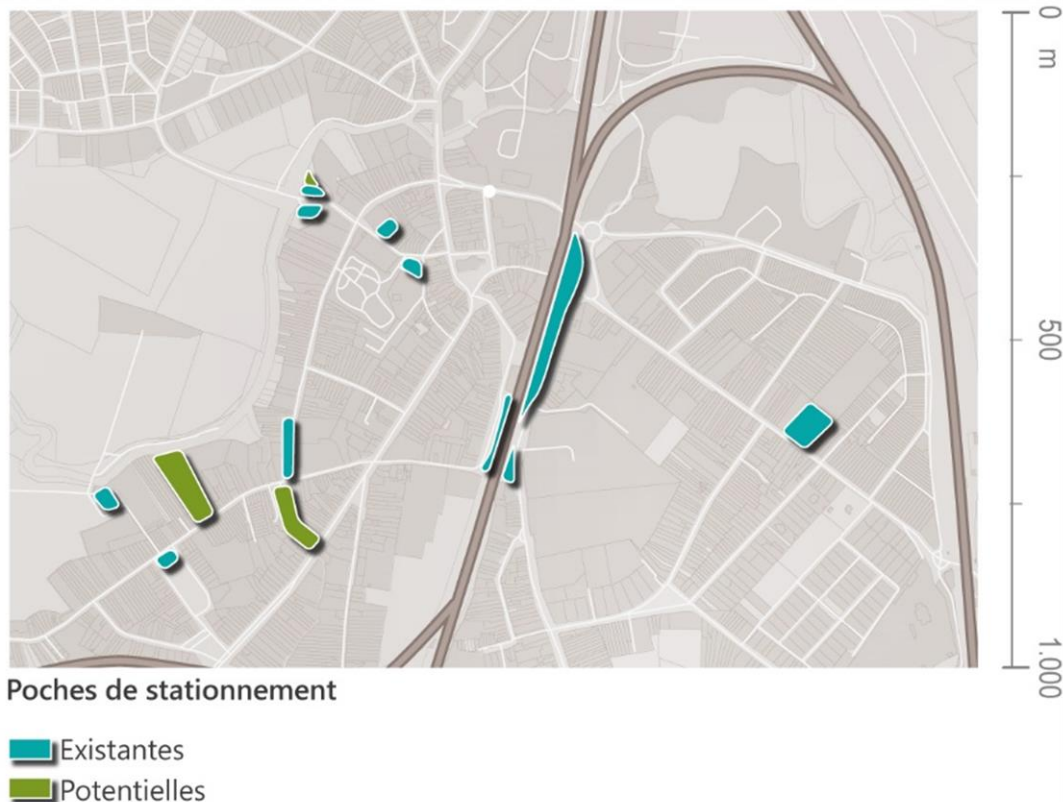 0
m
500
1.000
Poches de stationnement
Existantes
Potentielles